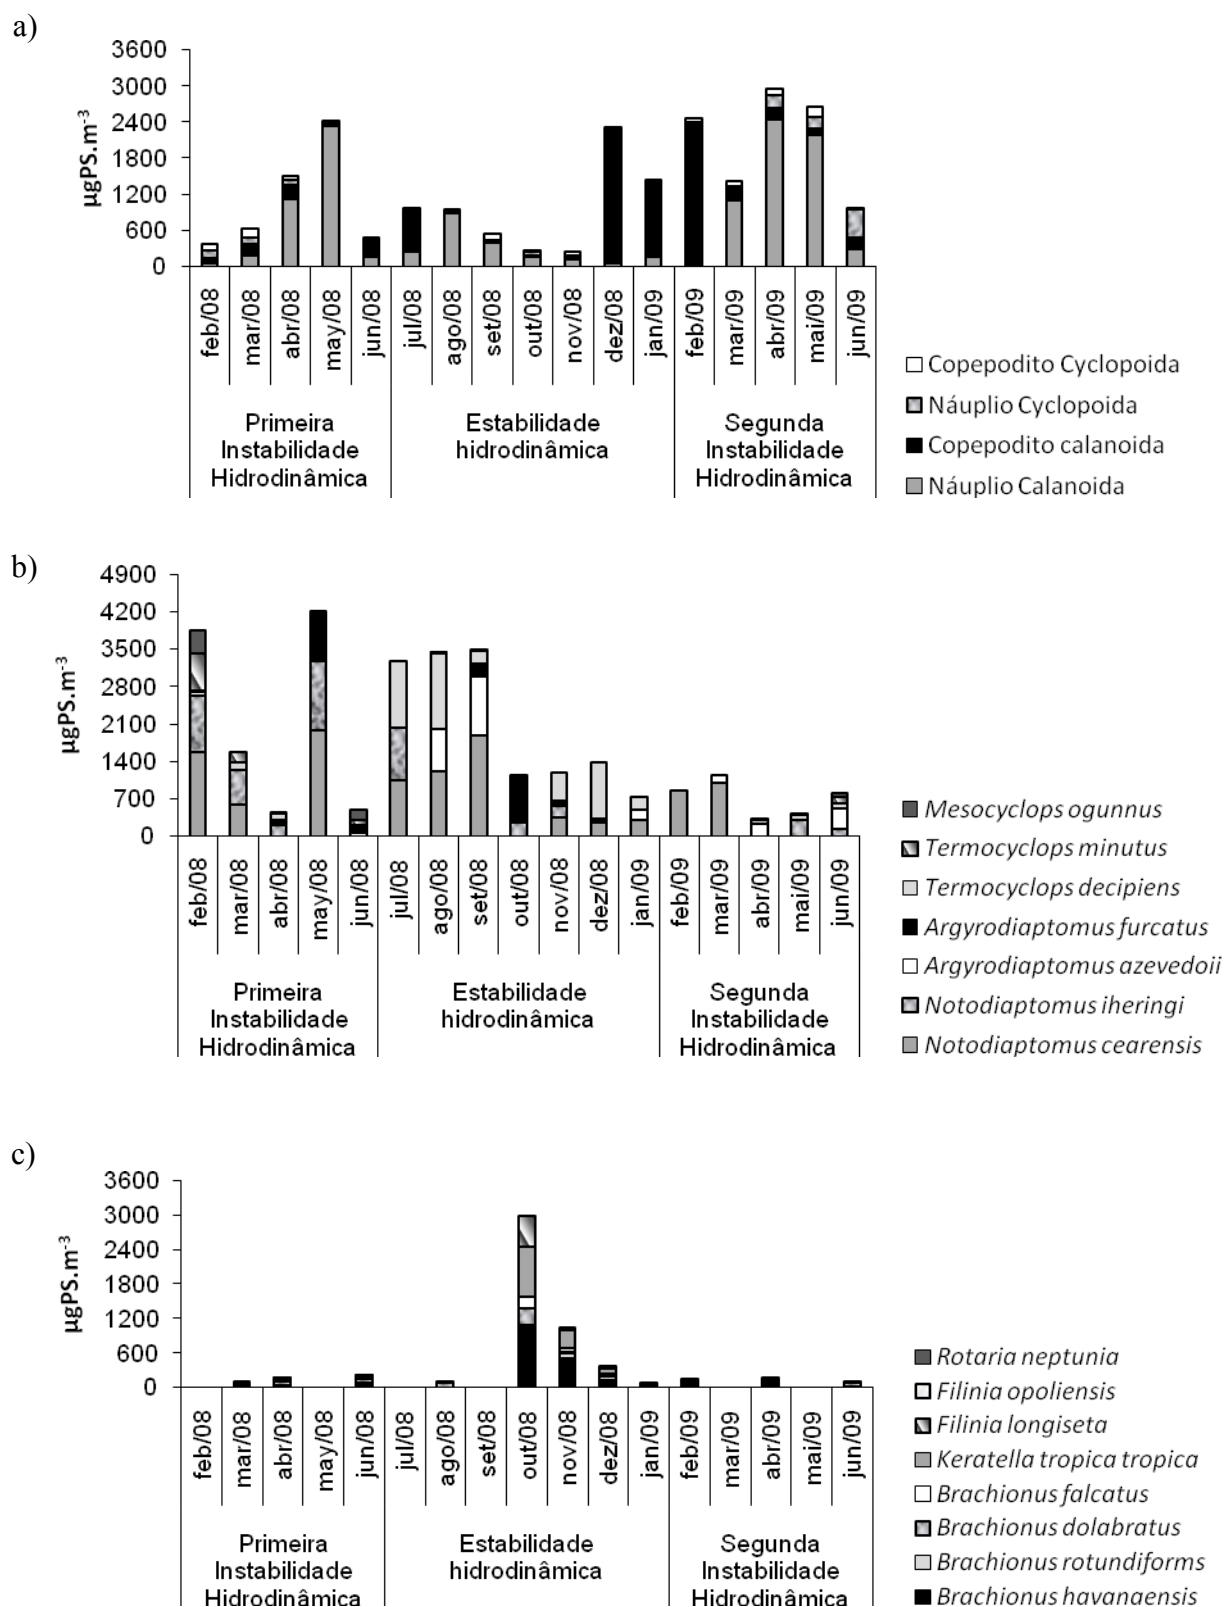 a)
3600
3000
2400
1800
1200
600
0
µgPS.m-3
feb/08
mar/08
abr/08
may/08
jun/08
jul/08
ago/08
set/08
out/08
nov/08
dez/08
jan/09
feb/09
mar/09
abr/09
mai/09
jun/09
Primeira
Instabilidade
Hidrodinâmica
Estabilidade
hidrodinâmica
Segunda
Instabilidade
Hidrodinâmica
Copepodito Cyclopoida
Náuplio Cyclopoida
Copepodito calanoida
Náuplio Calanoida
b)
4900
4200
3500
2800
2100
1400
700
0
µgPS.m-3
feb/08
mar/08
abr/08
may/08
jun/08
jul/08
ago/08
set/08
out/08
nov/08
dez/08
jan/09
feb/09
mar/09
abr/09
mai/09
jun/09
Primeira
Instabilidade
Hidrodinâmica
Estabilidade
hidrodinâmica
Segunda
Instabilidade
Hidrodinâmica
Mesocyclops ogunnus
Termocyclops minutus
Termocyclops decipiens
Argyrodiaptomus furcatus
Argyrodiaptomus azevedoii
Notodiaptomus iheringi
Notodiaptomus cearensis
c)
3600
3000
2400
1800
1200
600
0
µgPS.m-3
feb/08
mar/08
abr/08
may/08
jun/08
jul/08
ago/08
set/08
out/08
nov/08
dez/08
jan/09
feb/09
mar/09
abr/09
mai/09
jun/09
Primeira
Instabilidade
Hidrodinâmica
Estabilidade
hidrodinâmica
Segunda
Instabilidade
Hidrodinâmica
Rotaria neptunia
Filinia opoliensis
Filinia longiseta
Keratella tropica tropica
Brachionus falcatus
Brachionus dolabratus
Brachionus rotundiforms
Brachionus havanaensis